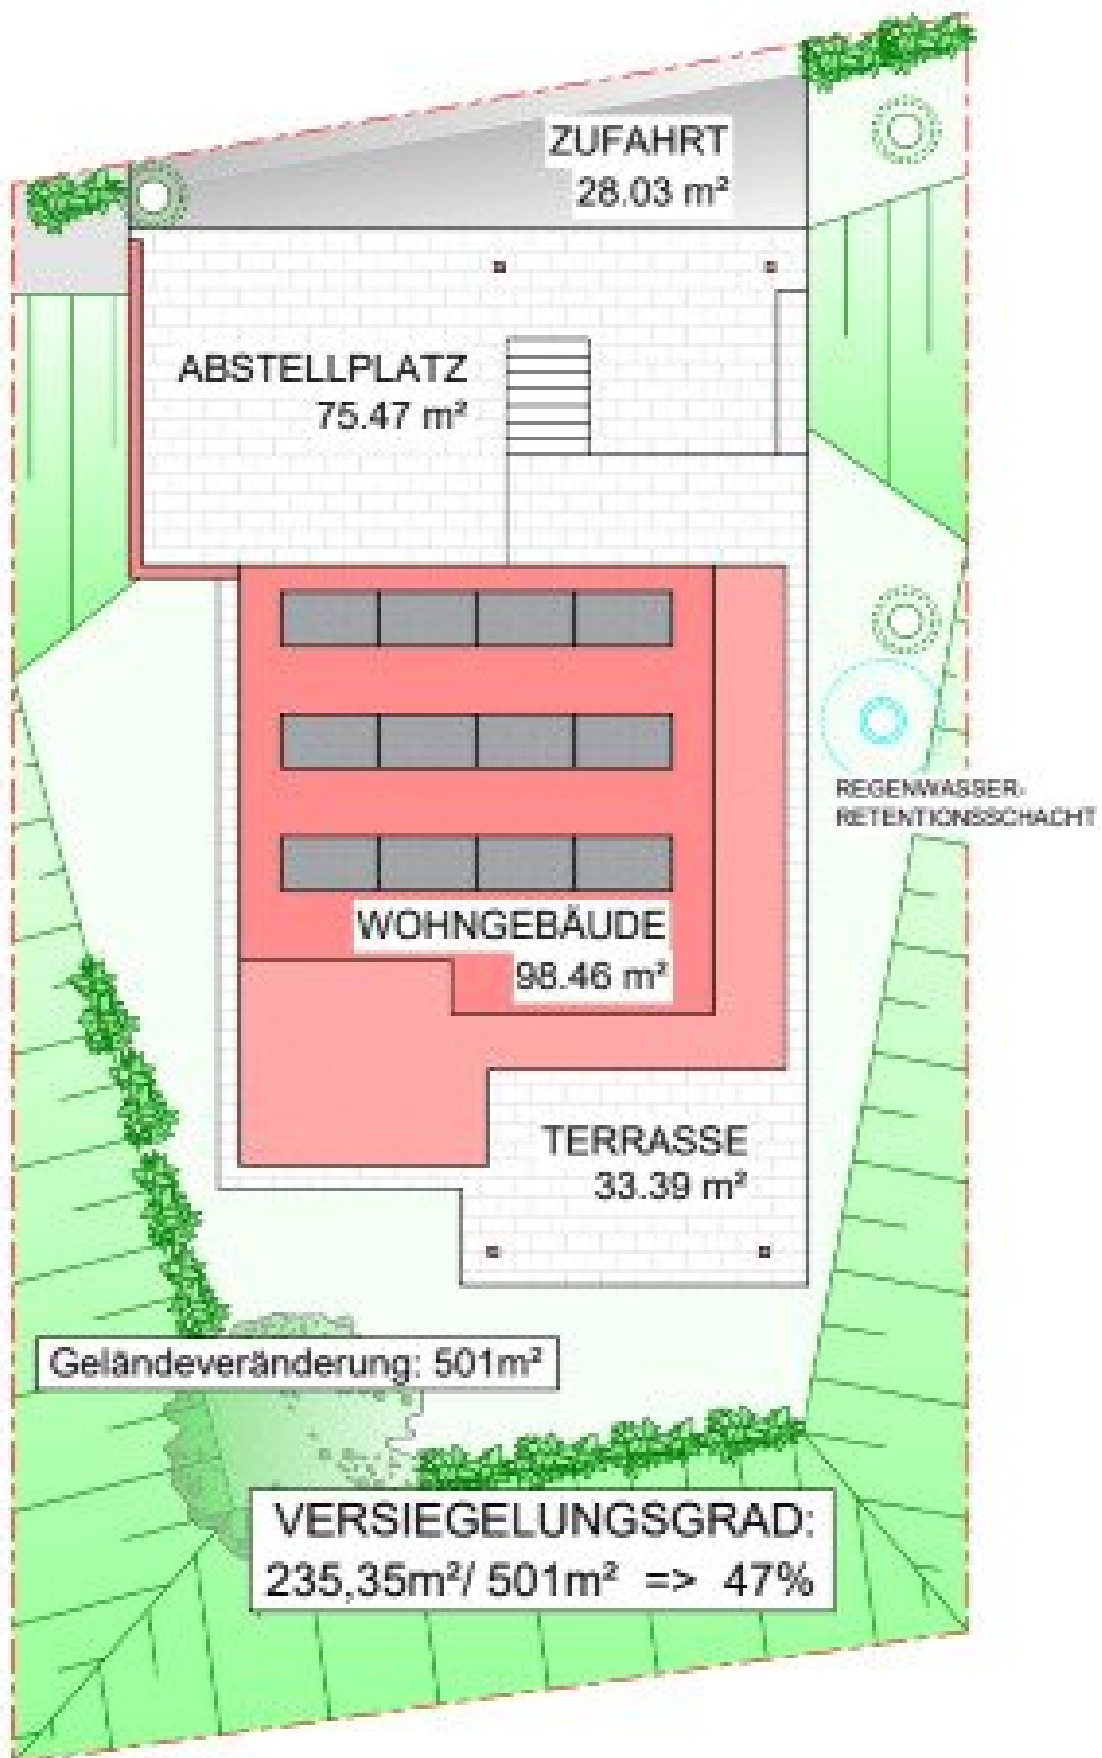 ZUFAHRT
28.03 m²
ABSTELLPLATZ
75.47 m²
REGENWASSER-
RETENTIONSSCHACHT
WOHNGEBÄUDE
98.46 m²
TERRASSE
33.39 m²
Geländeveränderung: 501m²
VERSIEGELUNGSGRAD:
235,35m²/ 501m² => 47%